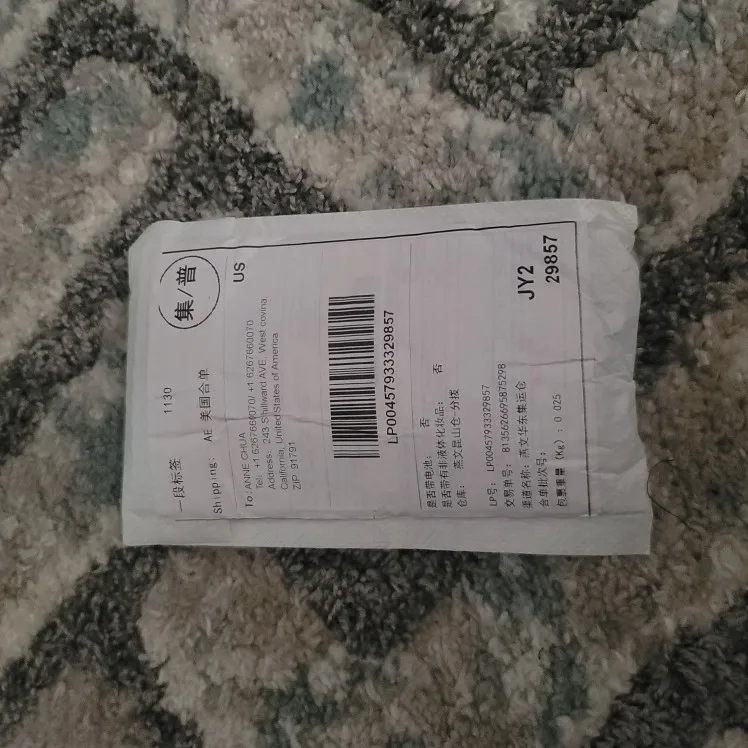 一段标签 1130
集/普
Shipping: AE 美国合单
US
To: ANNE CHUA
Tel: +1 6267660070/ +1 6267660070
Address: 243 Shillward AVE, West covina,
California, United States of America
ZIP 91791
LP00457933329857
是否带电池: 否
是否带有非液体化妆品: 否
仓库: 燕文昆山仓-分拨
LP号: LP00457933329857
交易单号: 8135626695875298
渠道名称: 燕文华东集运仓
合单批次号:
包裹重量 (Kg): 0.025
JY2
29857